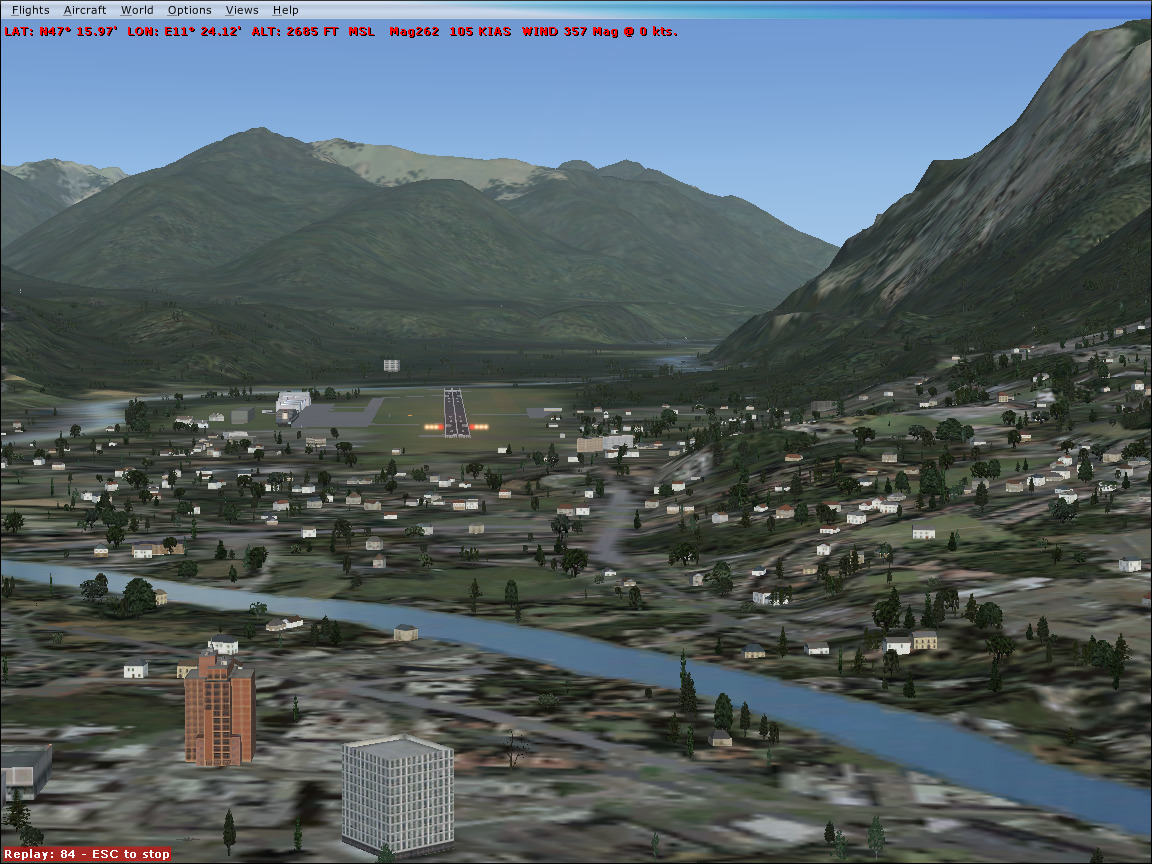 Flights Aircraft World Options Views Help
LAT: N47° 15.97' LON: E11° 24.12' ALT: 2685 FT MSL Mag262 105 KIAS WIND 357 Mag @ 0 kts.
Replay: 84 - ESC to stop